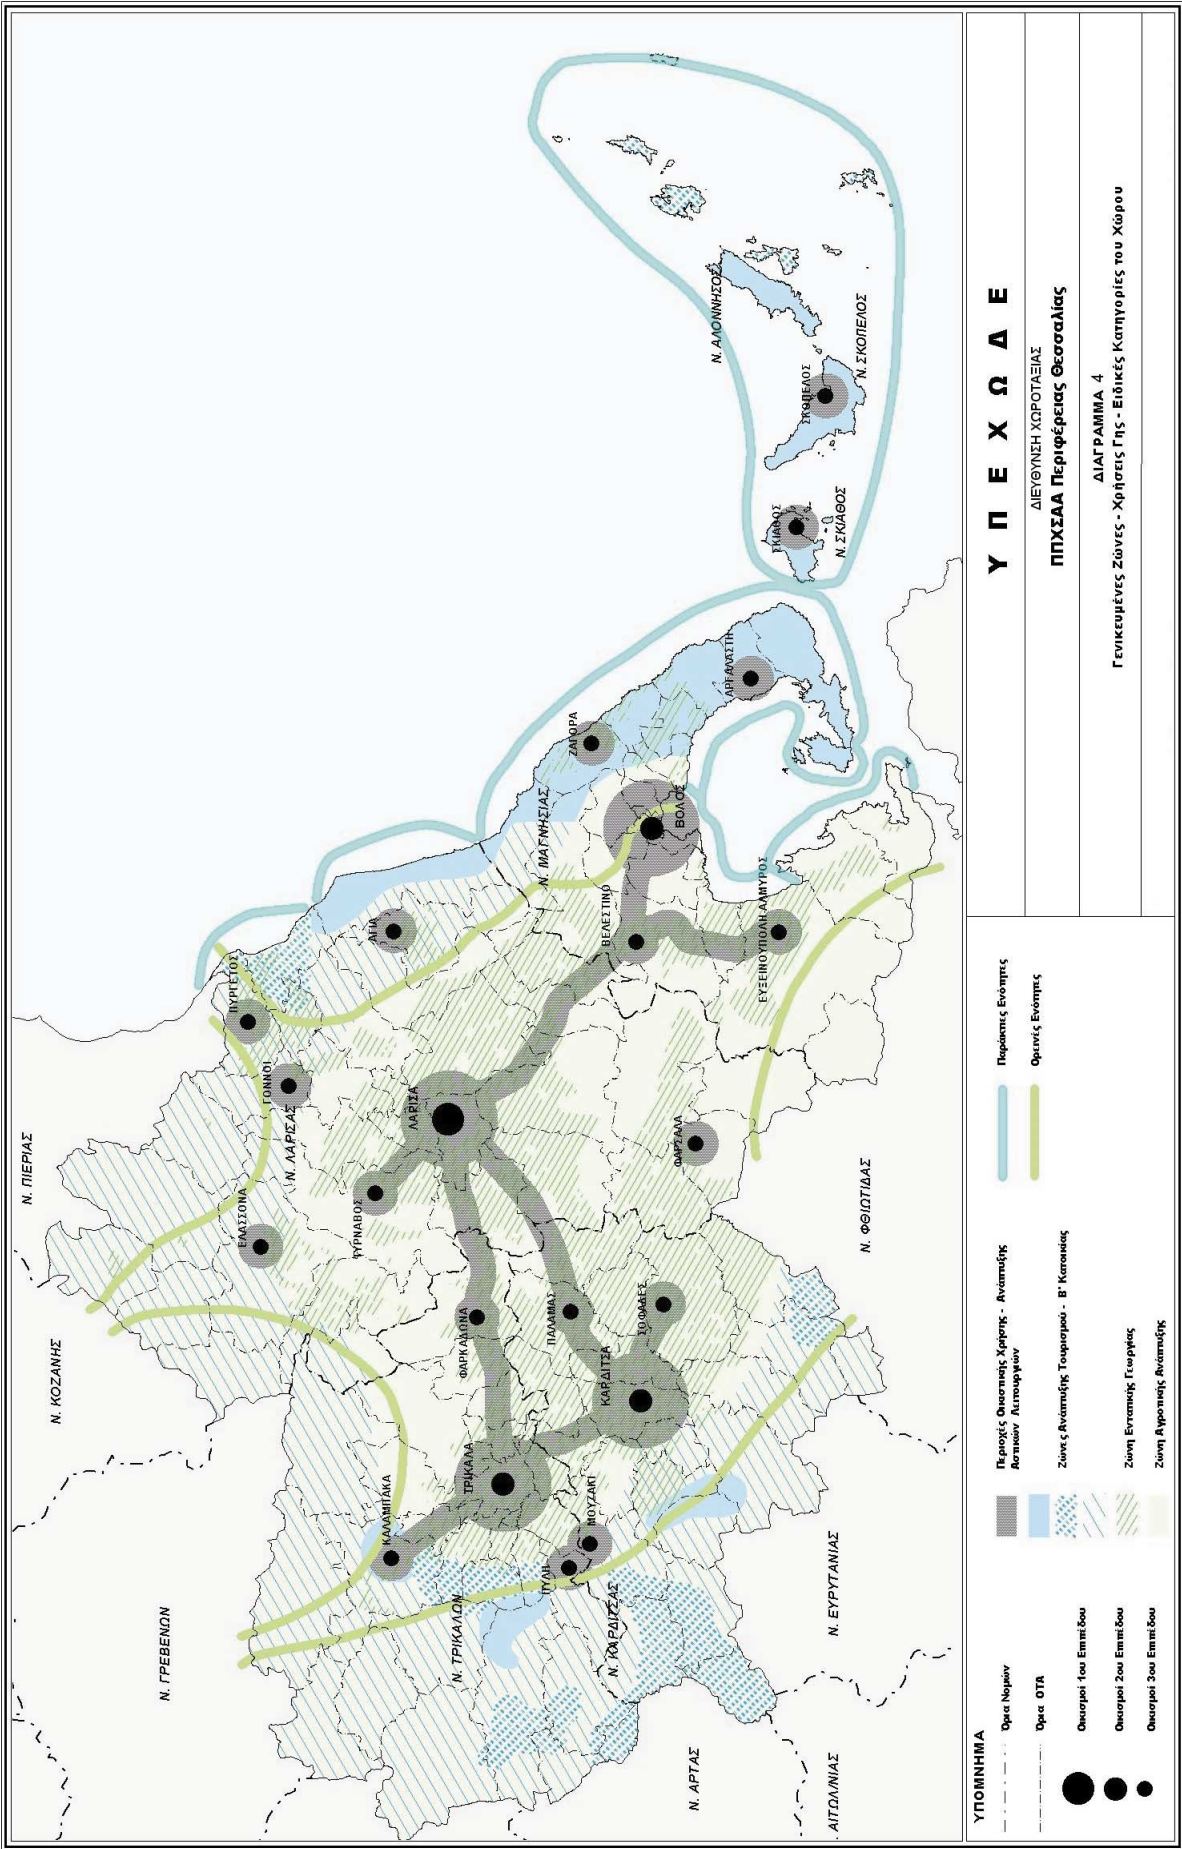 Ν. ΠΙΕΡΙΑΣ
Ν. ΚΟΖΑΝΗΣ
Ν. ΓΡΕΒΕΝΩΝ
ΠΥΡΓΕΤΟΣ
ΓΟΝΝΟΙ
Ν. ΛΑΡΙΣΑΣ
ΕΛΑΣΣΟΝΑ
ΑΓΙΑ
ΛΑΡΙΣΑ
ΤΥΡΝΑΒΟΣ
ΚΑΛΑΜΠΑΚΑ
ΦΑΡΚΑΔΩΝΑ
ΤΡΙΚΑΛΑ
Ν. ΤΡΙΚΑΛΩΝ
Ν. ΜΑΓΝΗΣΙΑΣ
ΖΑΓΟΡΑ
ΒΕΛΕΣΤΙΝΟ
ΒΟΛΟΣ
ΑΡΓΑΛΑΣΤΗ
ΕΥΞΕΙΝΟΥΠΟΛΗ ΑΛΜΥΡΟΣ
ΦΑΡΣΑΛΑ
ΠΑΛΑΜΑΣ
ΣΟΦΑΔΕΣ
ΚΑΡΔΙΤΣΑ
ΜΟΥΖΑΚΙ
ΠΥΛΗ
Ν. ΚΑΡΔΙΤΣΑΣ
Ν. ΑΛΟΝΝΗΣΟΣ
Ν. ΣΚΟΠΕΛΟΣ
ΣΚΟΠΕΛΟΣ
ΣΚΙΑΘΟΣ
Ν. ΣΚΙΑΘΟΣ
Ν. ΦΘΙΩΤΙΔΑΣ
Ν. ΕΥΡΥΤΑΝΙΑΣ
Ν. ΑΡΤΑΣ
ΑΙΤΩΛ/ΝΙΑΣ
ΥΠΟΜΝΗΜΑ
Όρια Νομών
Όρια ΟΤΑ
Οικισμοί 1ου Επιπέδου
Οικισμοί 2ου Επιπέδου
Οικισμοί 3ου Επιπέδου
Περιοχές Οικιστικής Χρήσης - Ανάπτυξης
Αστικών Λειτουργιών
Ζώνες Ανάπτυξης Τουρισμού - Β' Κατοικίας
Ζώνη Εντατικής Γεωργίας
Ζώνη Αγροτικής Ανάπτυξης
Παράκτιες Ενότητες
Ορεινές Ενότητες
Υ Π Ε Χ Ω Δ Ε
ΔΙΕΥΘΥΝΣΗ ΧΩΡΟΤΑΞΙΑΣ
ΠΠΧΣΑΑ Περιφέρειας Θεσσαλίας
ΔΙΑΓΡΑΜΜΑ 4
Γενικευμένες Ζώνες - Χρήσεις Γης - Ειδικές Κατηγορίες του Χώρου